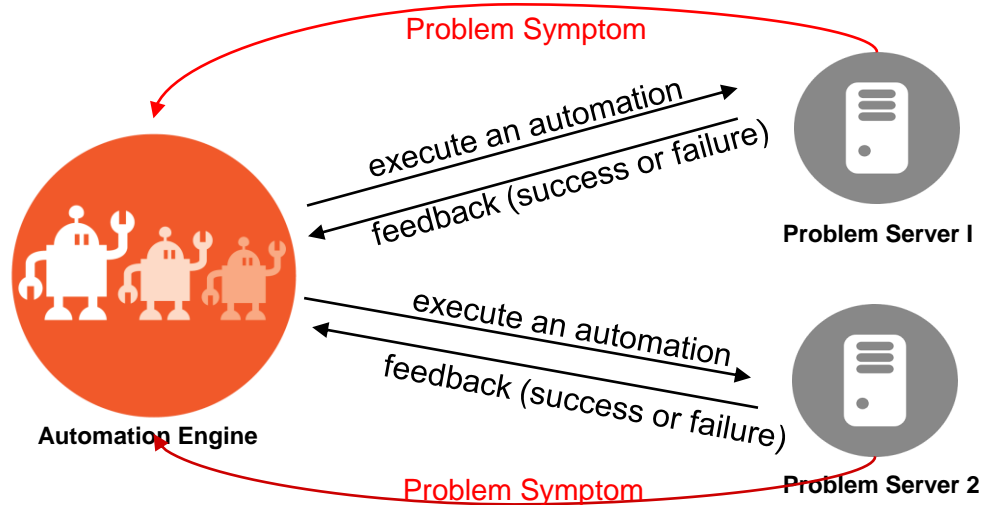 Problem Symptom
execute an automation
feedback (success or failure)
Problem Server I
execute an automation
feedback (success or failure)
Automation Engine
Problem Symptom
Problem Server 2